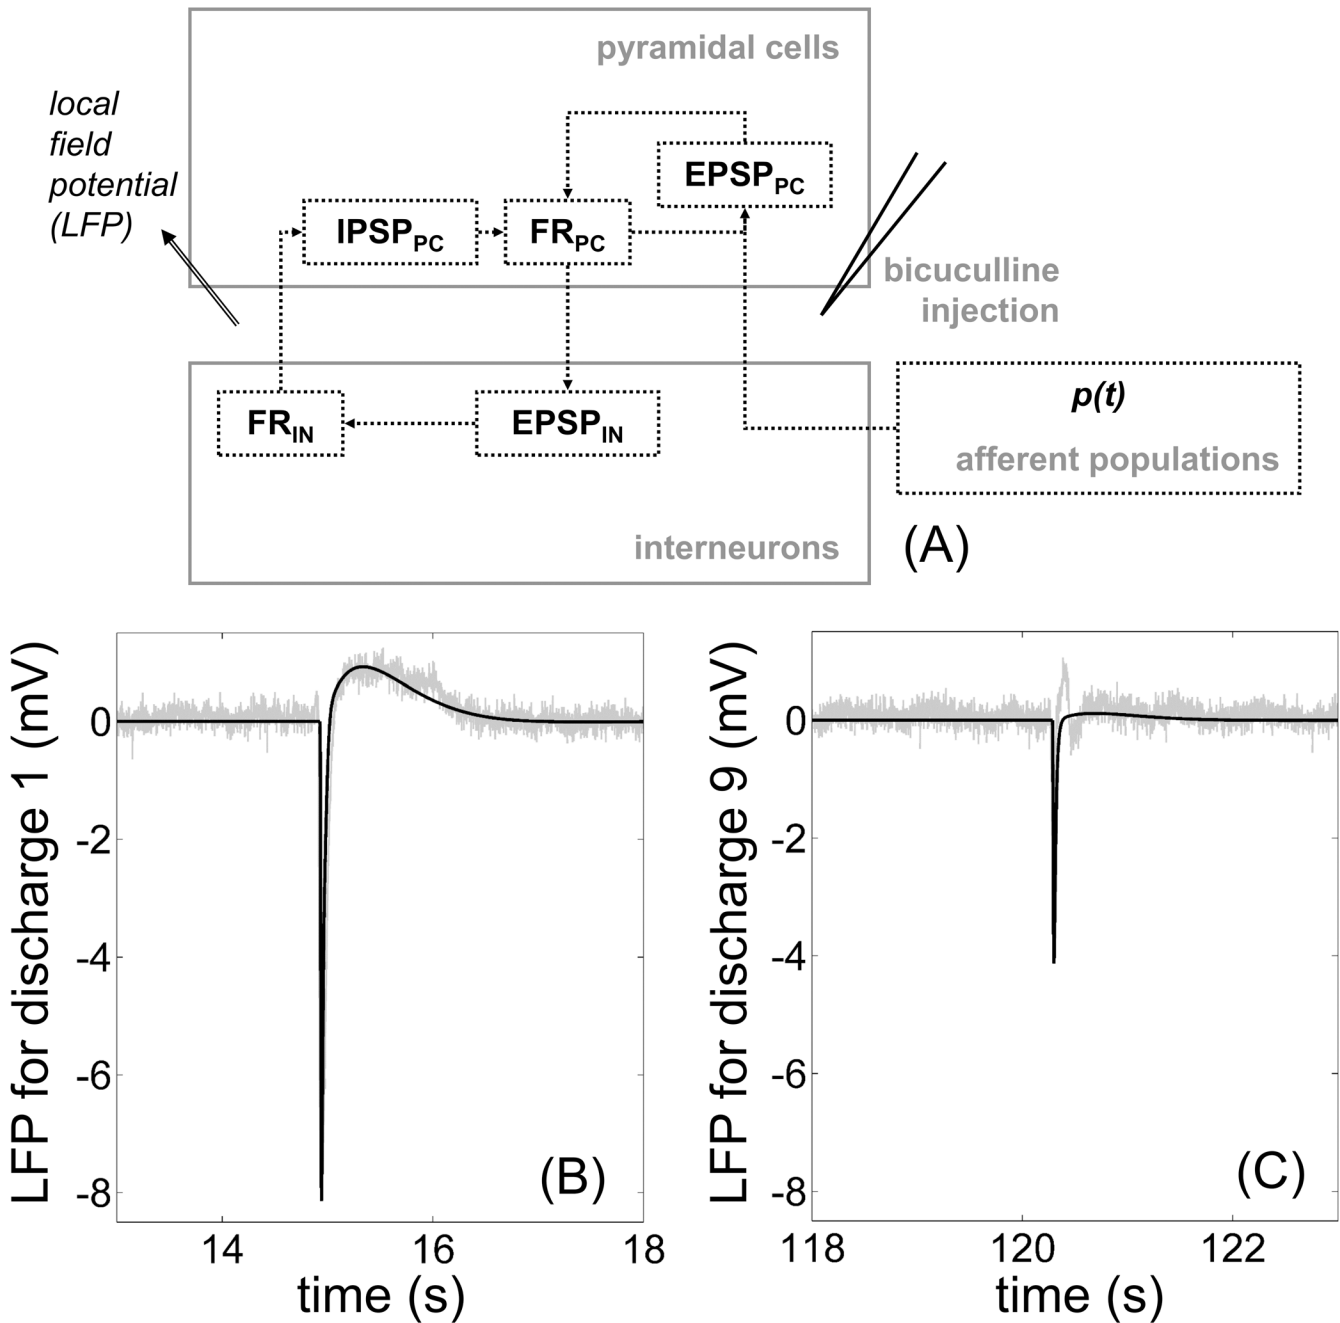 pyramidal cells
local
field
potential
(LFP)
EPSPPC
IPSPPC
FRPC
bicuculline
injection
FRIN
EPSPIN
p(t)
afferent populations
interneurons
(A)
LFP for discharge 1 (mV)
0
-2
-4
-6
-8
14
16
18
time (s)
(B)
LFP for discharge 9 (mV)
0
-2
-4
-6
-8
118
120
122
time (s)
(C)